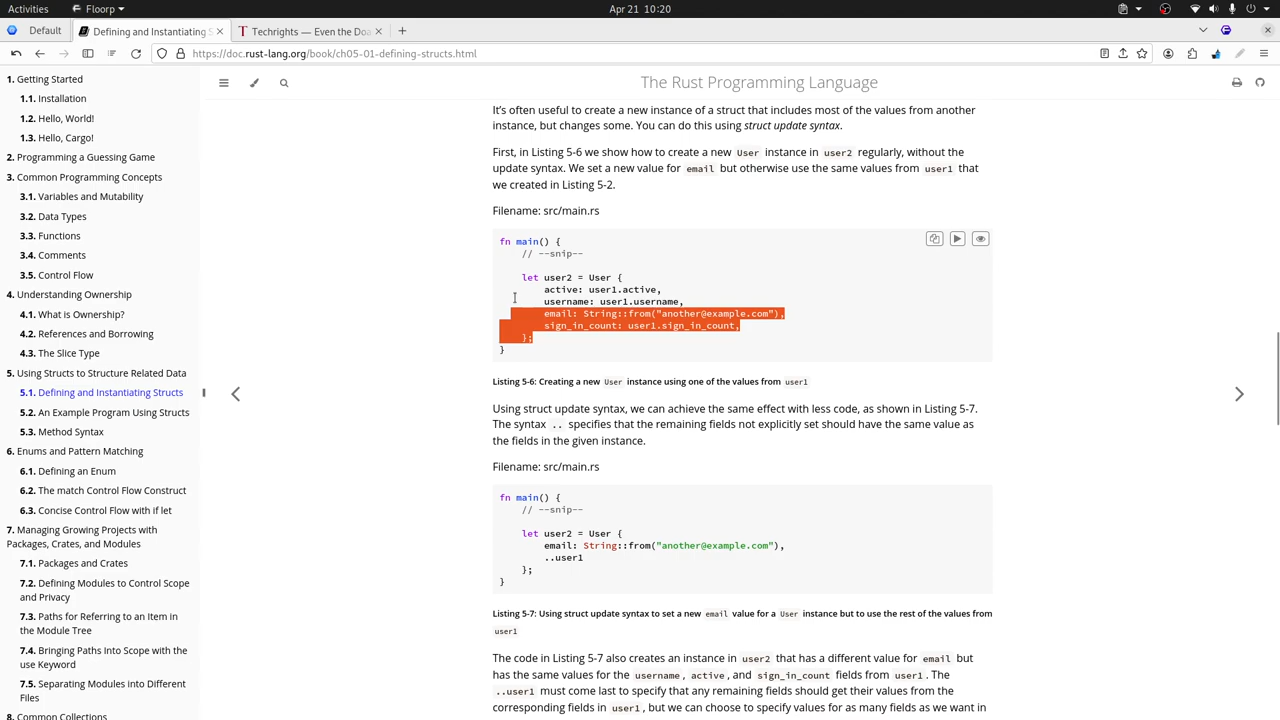 Activities
Floorp
Apr 21 10:20
Default
Defining and Instantiating S
Techrights — Even the Doa
https://doc.rust-lang.org/book/ch05-01-defining-structs.html
1. Getting Started
1.1. Installation
1.2. Hello, World!
1.3. Hello, Cargo!
2. Programming a Guessing Game
3. Common Programming Concepts
3.1. Variables and Mutability
3.2. Data Types
3.3. Functions
3.4. Comments
3.5. Control Flow
4. Understanding Ownership
4.1. What is Ownership?
4.2. References and Borrowing
4.3. The Slice Type
5. Using Structs to Structure Related Data
5.1. Defining and Instantiating Structs
5.2. An Example Program Using Structs
5.3. Method Syntax
6. Enums and Pattern Matching
6.1. Defining an Enum
6.2. The match Control Flow Construct
6.3. Concise Control Flow with if let
7. Managing Growing Projects with
Packages, Crates, and Modules
7.1. Packages and Crates
7.2. Defining Modules to Control Scope
and Privacy
7.3. Paths for Referring to an Item in
the Module Tree
7.4. Bringing Paths Into Scope with the
use Keyword
7.5. Separating Modules into Different
Files
8. Common Collections
The Rust Programming Language
It's often useful to create a new instance of a struct that includes most of the values from another
instance, but changes some. You can do this using struct update syntax.
First, in Listing 5-6 we show how to create a new User instance in user2 regularly, without the
update syntax. We set a new value for email but otherwise use the same values from user1 that
we created in Listing 5-2.
Filename: src/main.rs
fn main() {
// --snip--
let user2 = User {
active: user1.active,
username: user1.username,
email: String::from("another@example.com"),
sign_in_count: user1.sign_in_count,
};
}
Listing 5-6: Creating a new User instance using one of the values from user1
Using struct update syntax, we can achieve the same effect with less code, as shown in Listing 5-7.
The syntax .. specifies that the remaining fields not explicitly set should have the same value as
the fields in the given instance.
Filename: src/main.rs
fn main() {
// --snip--
let user2 = User {
email: String::from("another@example.com"),
..user1
};
}
Listing 5-7: Using struct update syntax to set a new email value for a User instance but to use the rest of the values from
user1
The code in Listing 5-7 also creates an instance in user2 that has a different value for email but
has the same values for the username, active, and sign_in_count fields from user1. The
..user1 must come last to specify that any remaining fields should get their values from the
corresponding fields in user1, but we can choose to specify values for as many fields as we want in